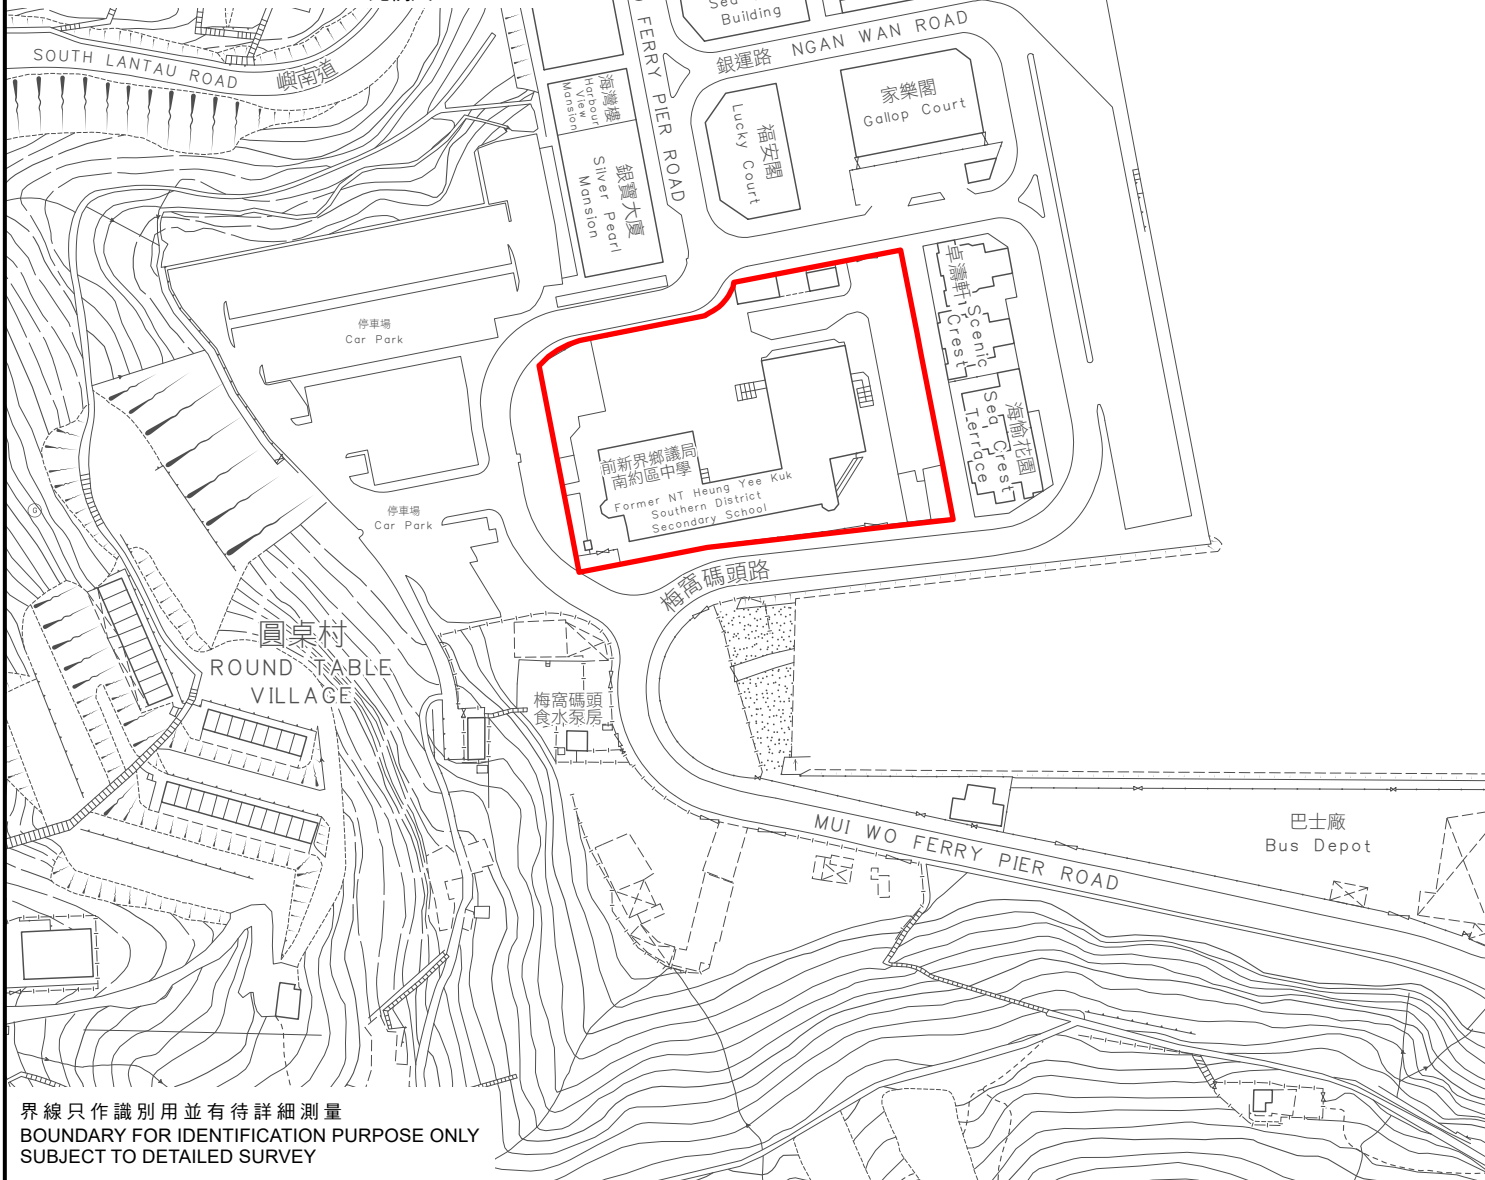 Building
銀運路 NGAN WAN ROAD
SOUTH LANTAU ROAD 嶼南道
FERRY PIER ROAD
海灣樓
Harbour
View
Mansion
銀寶大廈
Silver Pearl
Mansion
福安閣
Lucky Court
家樂閣
Gallop Court
卓濤軒
Scenic
Crest
海愉花園
Sea Crest
Terrace
停車場
Car Park
前新界鄉議局
南約區中學
Former NT Heung Yee Kuk
Southern District
Secondary School
停車場
Car Park
G
梅窩碼頭路
圓桌村
ROUND TABLE
VILLAGE
梅窩碼頭
食水泵房
MUI WO FERRY PIER ROAD
巴士廠
Bus Depot
界線只作識別用並有待詳細測量
BOUNDARY FOR IDENTIFICATION PURPOSE ONLY
SUBJECT TO DETAILED SURVEY